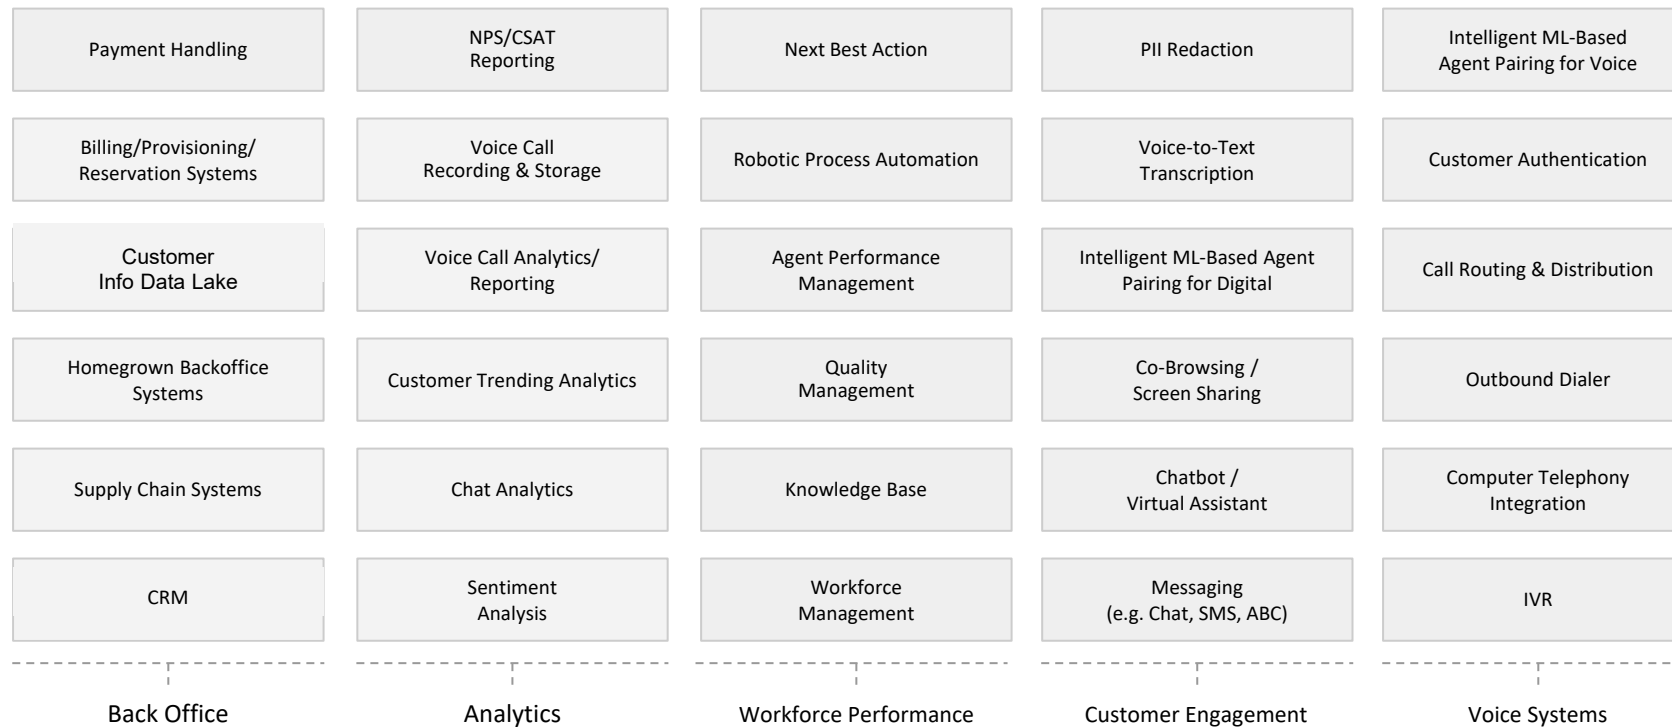 Payment Handling
NPS/CSAT
Reporting
Next Best Action
PII Redaction
Intelligent ML-Based
Agent Pairing for Voice
Billing/Provisioning/
Reservation Systems
Voice Call
Recording & Storage
Robotic Process Automation
Voice-to-Text
Transcription
Customer Authentication
Customer
Info Data Lake
Voice Call Analytics/
Reporting
Agent Performance
Management
Intelligent ML-Based Agent
Pairing for Digital
Call Routing & Distribution
Homegrown Backoffice
Systems
Customer Trending Analytics
Quality
Management
Co-Browsing /
Screen Sharing
Outbound Dialer
Supply Chain Systems
Chat Analytics
Knowledge Base
Chatbot /
Virtual Assistant
Computer Telephony
Integration
CRM
Sentiment
Analysis
Workforce
Management
Messaging
(e.g. Chat, SMS, ABC)
IVR
Back Office
Analytics
Workforce Performance
Customer Engagement
Voice Systems